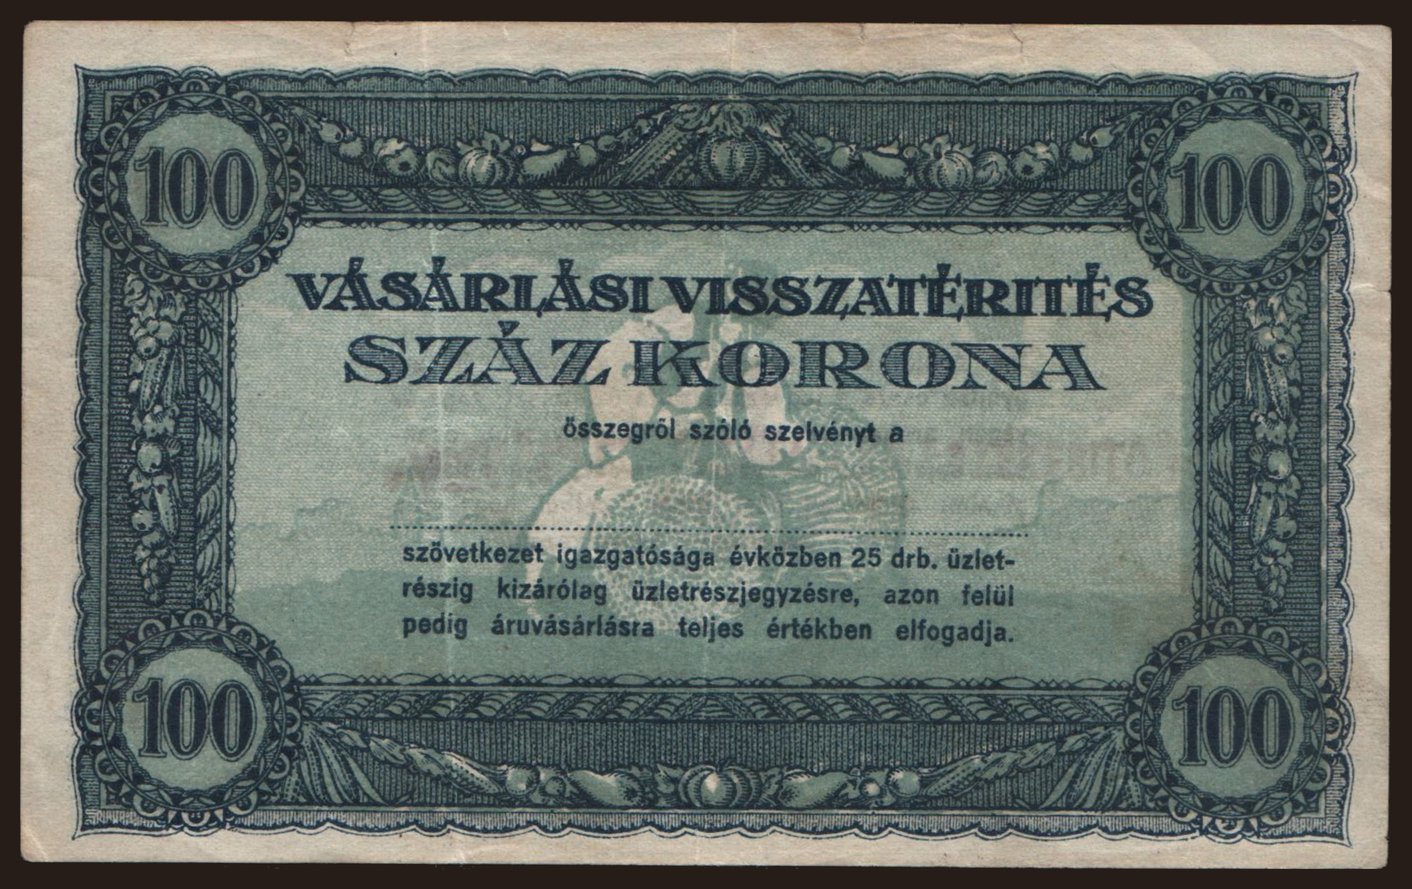 100 100
VÁSÁRLÁSI VISSZATÉRITÉS
SZÁZ KORONA
összegről szóló szelvényt a
szövetkezet igazgatósága évközben 25 drb. üzlet-
részig kizárólag üzletrészjegyzésre, azon felül
pedig áruvásárlásra teljes értékben elfogadja.
100 100